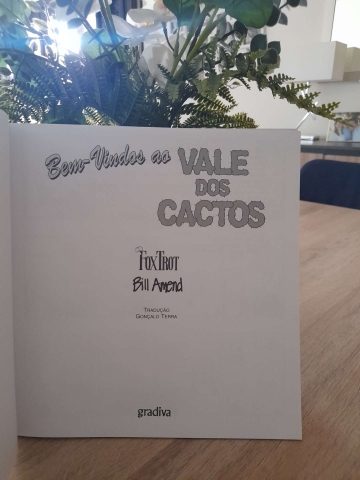 Bem-Vindos ao VALE
DOS
CACTOS
FOXTROT
Bill Amend
TRADUÇÃO
GONÇALO TERRA
gradiva